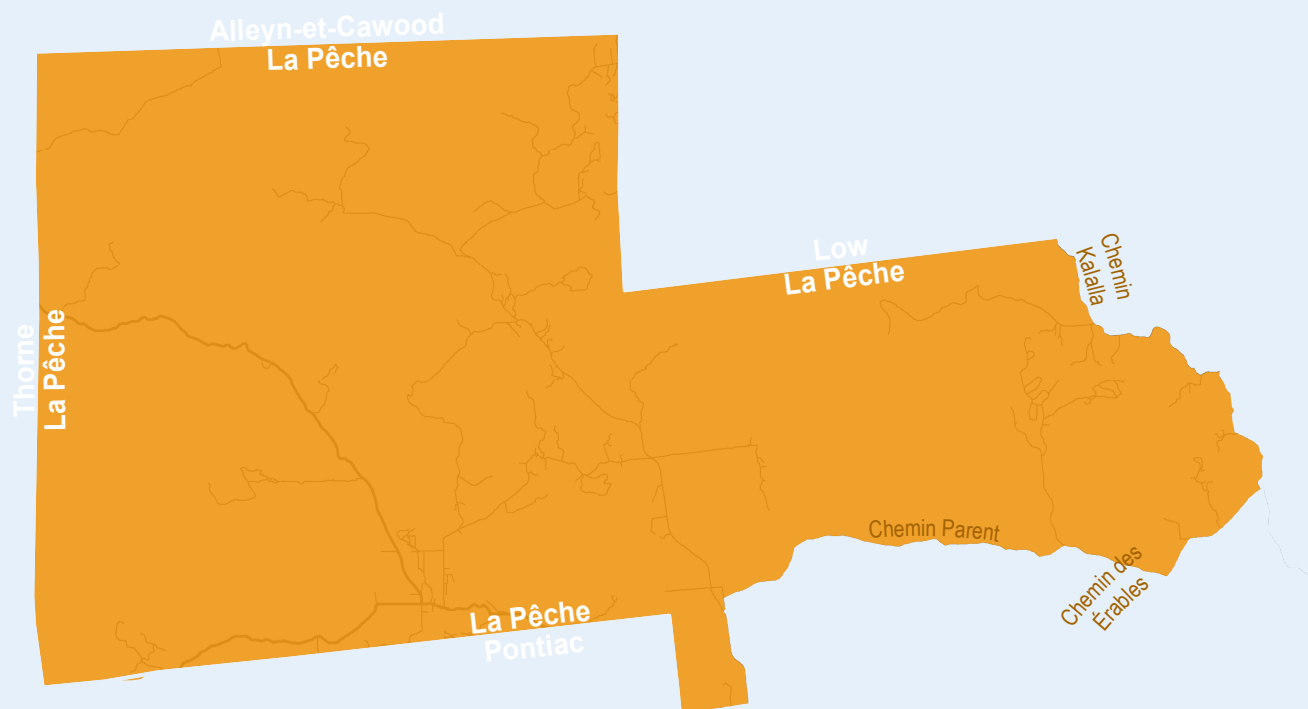 Alleyn-et-Cawood
La Pêche
Low
La Pêche
Chemin
Kalalla
Thorne
La Pêche
Chemin Parent
Chemin des
Érables
La Pêche
Pontiac